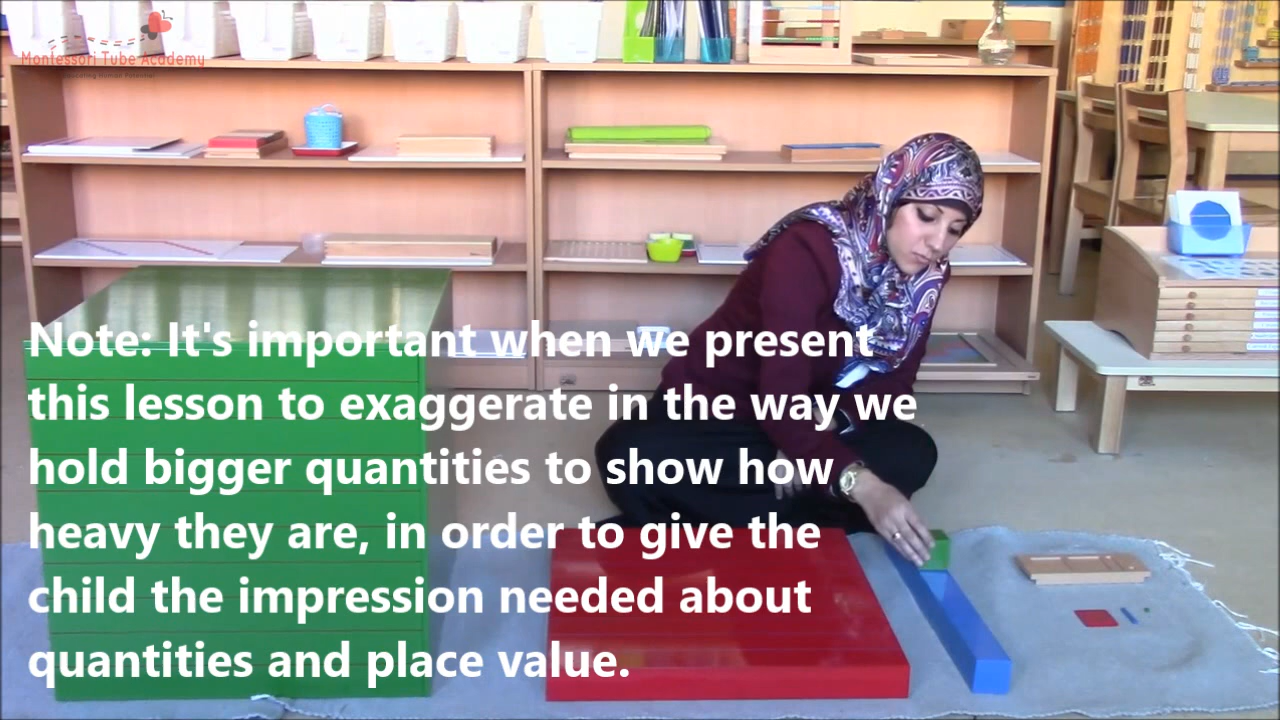 Montessori Tube Academy
Note: It's important when we present
this lesson to exaggerate in the way we
hold bigger quantities to show how
heavy they are, in order to give the
child the impression needed about
quantities and place value.